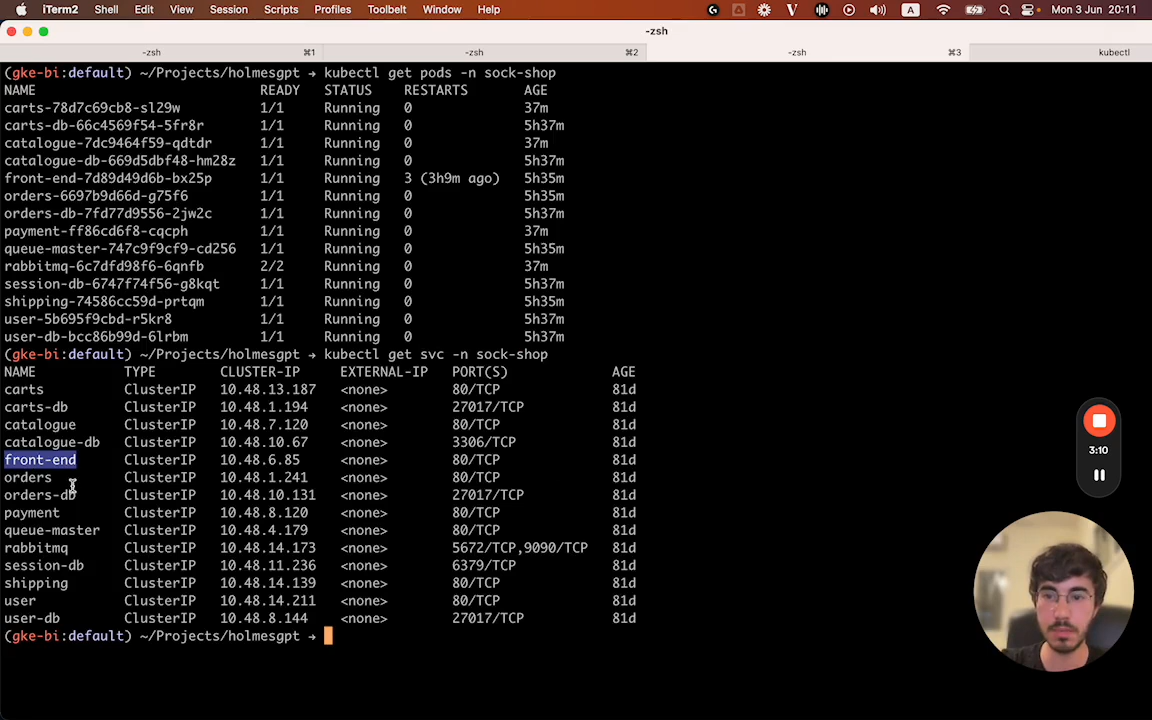 iTerm2 Shell Edit View Session Scripts Profiles Toolbelt Window Help A Mon 3 Jun 20:11
-zsh
-zsh ⌘1 -zsh ⌘2 -zsh ⌘3 kubectl
(gke-bi:default) ~/Projects/holmesgpt → kubectl get pods -n sock-shop
NAME READY STATUS RESTARTS AGE
carts-78d7c69cb8-sl29w 1/1 Running 0 37m
carts-db-66c4569f54-5fr8r 1/1 Running 0 5h37m
catalogue-7dc9464f59-qdtdr 1/1 Running 0 37m
catalogue-db-669d5dbf48-hm28z 1/1 Running 0 5h37m
front-end-7d89d49d6b-bx25p 1/1 Running 3 (3h9m ago) 5h35m
orders-6697b9d66d-g75f6 1/1 Running 0 5h35m
orders-db-7fd77d9556-2jw2c 1/1 Running 0 5h37m
payment-ff86cd6f8-cqcph 1/1 Running 0 37m
queue-master-747c9f9cf9-cd256 1/1 Running 0 5h35m
rabbitmq-6c7dfd98f6-6qnfb 2/2 Running 0 37m
session-db-6747f74f56-g8kqt 1/1 Running 0 5h37m
shipping-74586cc59d-prtqm 1/1 Running 0 5h35m
user-5b695f9cbd-r5kr8 1/1 Running 0 5h37m
user-db-bcc86b99d-6lrbm 1/1 Running 0 5h37m
(gke-bi:default) ~/Projects/holmesgpt → kubectl get svc -n sock-shop
NAME TYPE CLUSTER-IP EXTERNAL-IP PORT(S) AGE
carts ClusterIP 10.48.13.187 <none> 80/TCP 81d
carts-db ClusterIP 10.48.1.194 <none> 27017/TCP 81d
catalogue ClusterIP 10.48.7.120 <none> 80/TCP 81d
catalogue-db ClusterIP 10.48.10.67 <none> 3306/TCP 81d
front-end ClusterIP 10.48.6.85 <none> 80/TCP 81d
orders ClusterIP 10.48.1.241 <none> 80/TCP 81d
orders-db ClusterIP 10.48.10.131 <none> 27017/TCP 81d
payment ClusterIP 10.48.8.120 <none> 80/TCP 81d
queue-master ClusterIP 10.48.4.179 <none> 80/TCP 81d
rabbitmq ClusterIP 10.48.14.173 <none> 5672/TCP,9090/TCP 81d
session-db ClusterIP 10.48.11.236 <none> 6379/TCP 81d
shipping ClusterIP 10.48.14.139 <none> 80/TCP 81d
user ClusterIP 10.48.14.211 <none> 80/TCP 81d
user-db ClusterIP 10.48.8.144 <none> 27017/TCP 81d
(gke-bi:default) ~/Projects/holmesgpt →
3:10